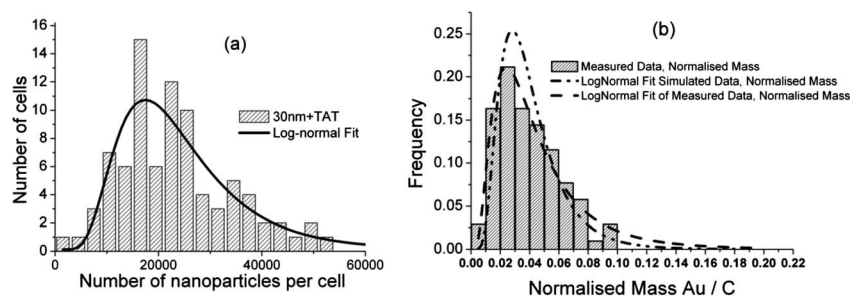 16
14
12
10
8
6
4
2
0
Number of cells
(a)
30nm+TAT
Log-normal Fit
0 20000 40000 60000
Number of nanoparticles per cell
0.25
0.20
0.15
0.10
0.05
0.00
Frequency
(b)
Measured Data, Normalised Mass
LogNormal Fit Simulated Data, Normalised Mass
LogNormal Fit of Measured Data, Normalised Mass
0.00 0.02 0.04 0.06 0.08 0.10 0.12 0.14 0.16 0.18 0.20 0.22
Normalised Mass Au / C